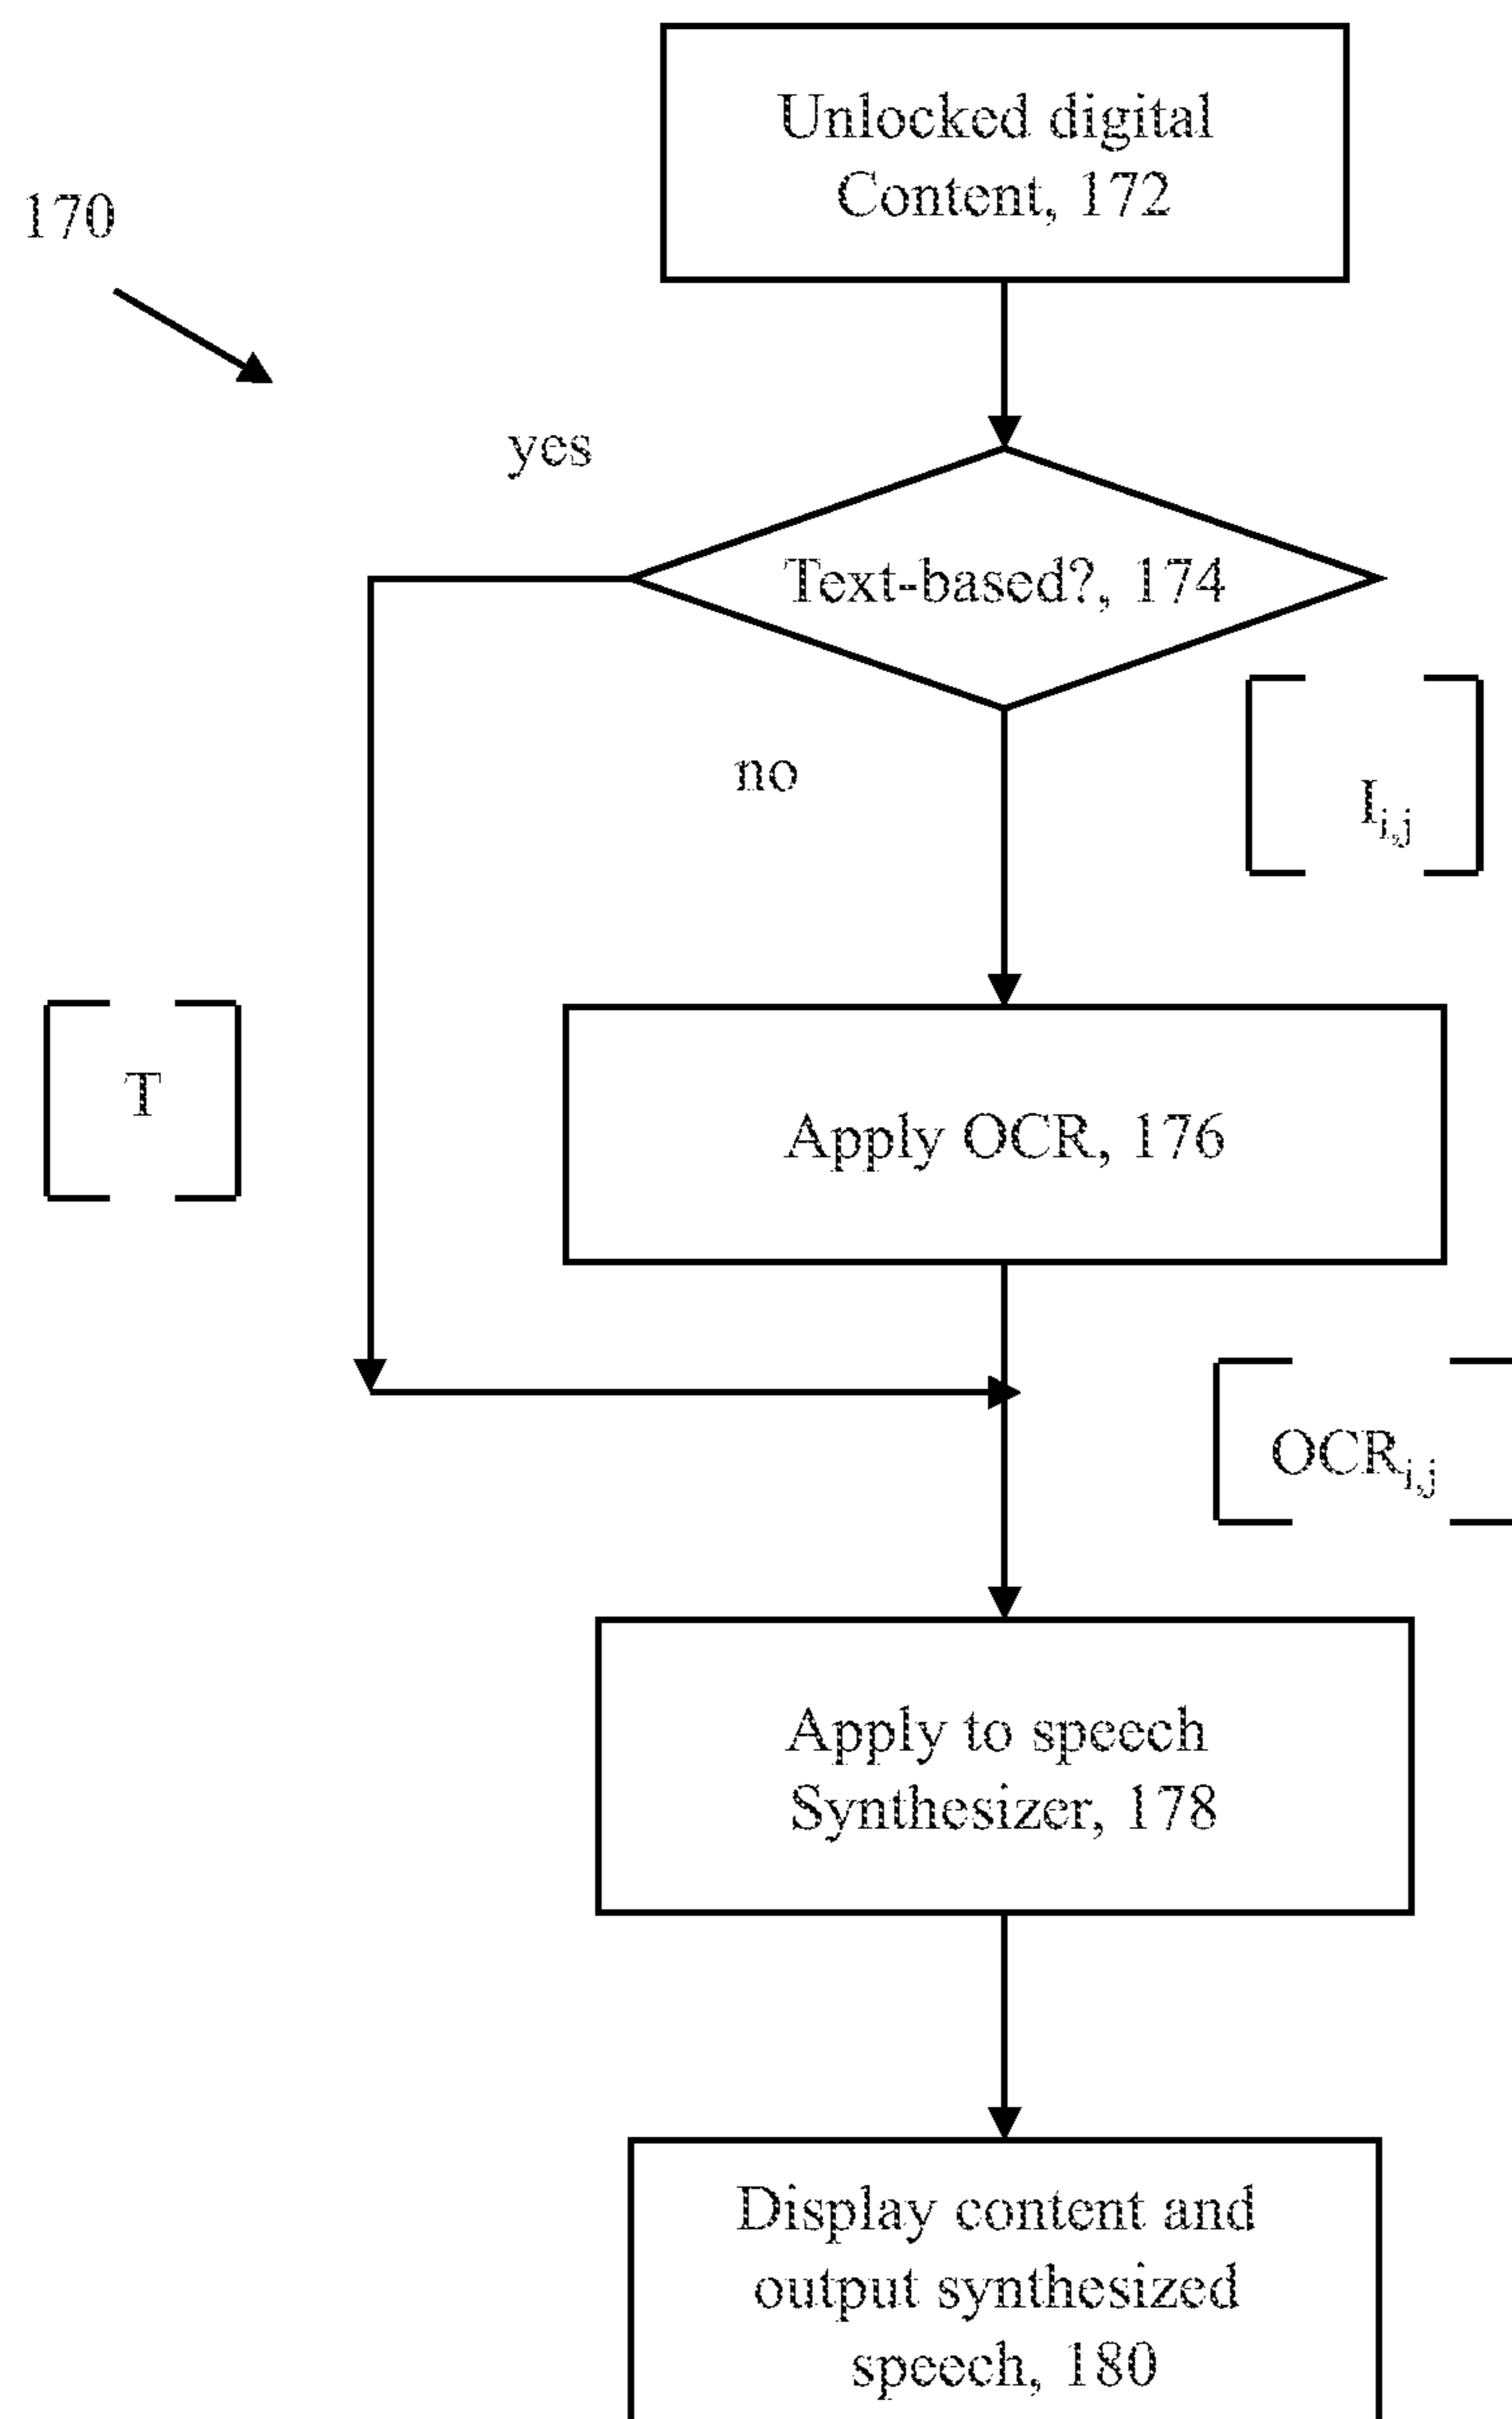 Unlocked digital
Content, 172
170
yes
Text-based?, 174
no
I_{i,j}
T
Apply OCR, 176
OCR_{i,j}
Apply to speech
Synthesizer, 178
Display content and
output synthesized
speech, 180